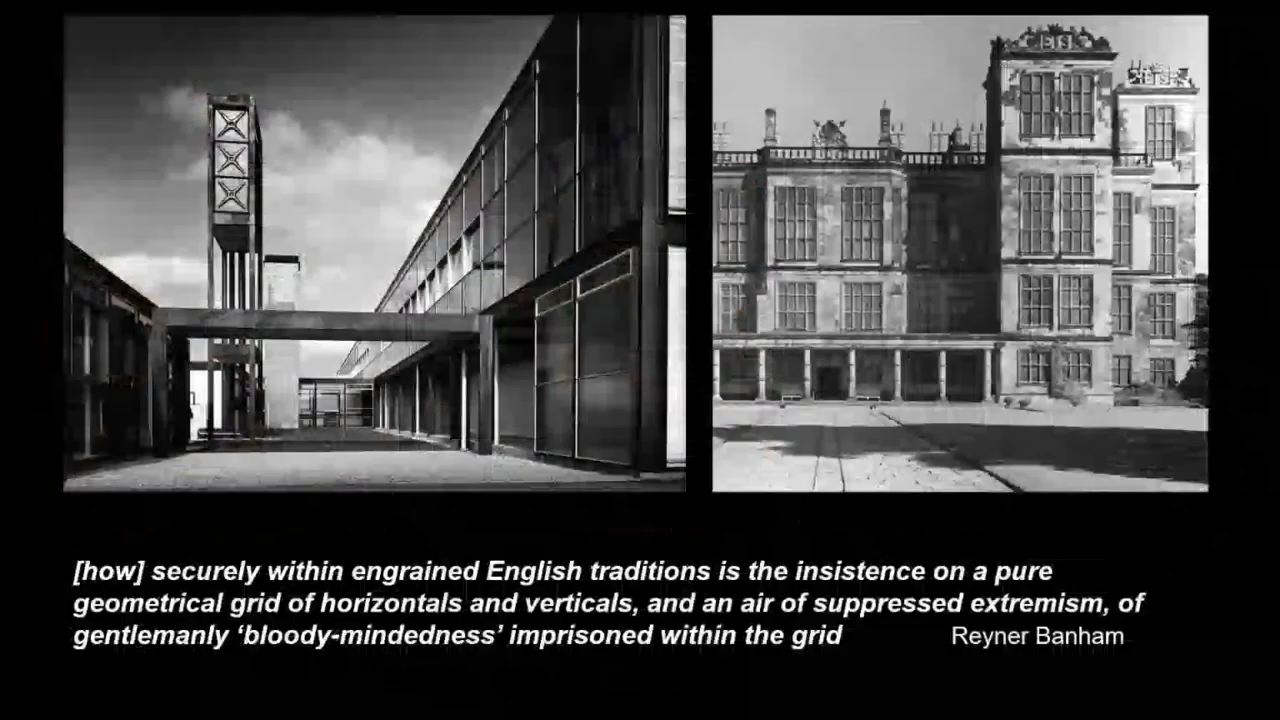 [how] securely within engrained English traditions is the insistence on a pure
geometrical grid of horizontals and verticals, and an air of suppressed extremism, of
gentlemanly ‘bloody-mindedness’ imprisoned within the grid Reyner Banham